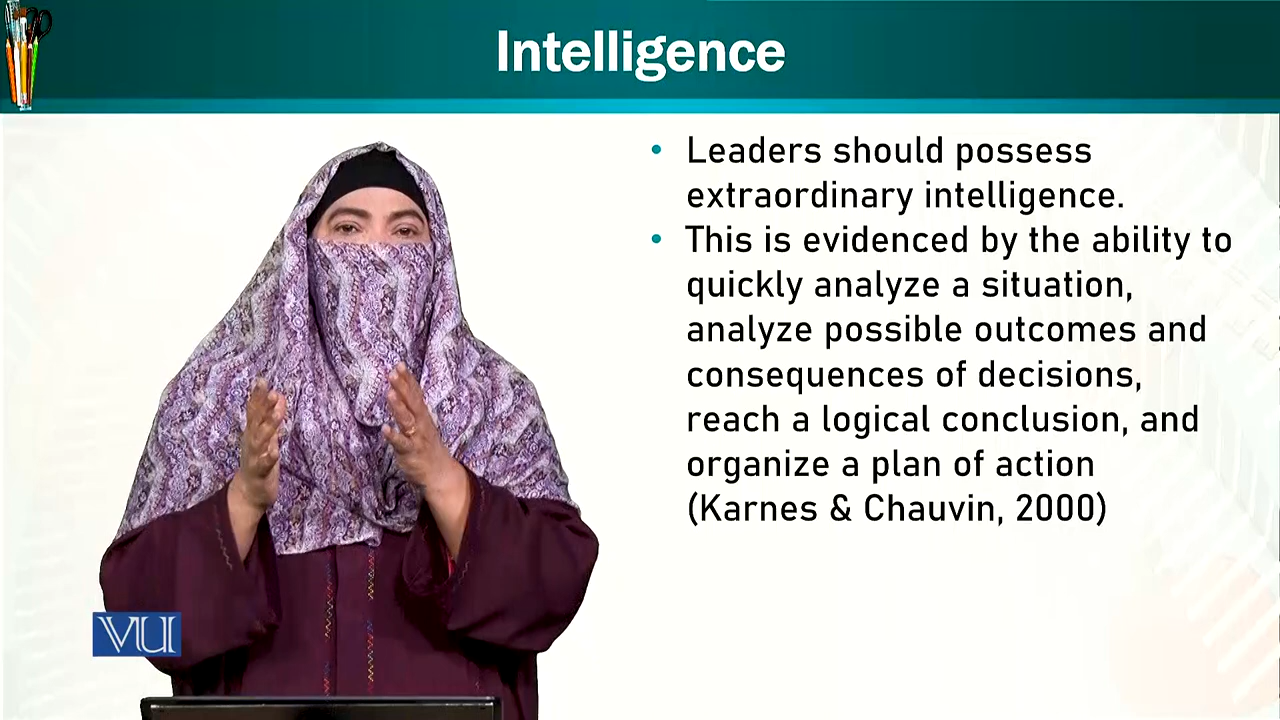 Intelligence
• Leaders should possess
extraordinary intelligence.
• This is evidenced by the ability to
quickly analyze a situation,
analyze possible outcomes and
consequences of decisions,
reach a logical conclusion, and
organize a plan of action
(Karnes & Chauvin, 2000)
VU